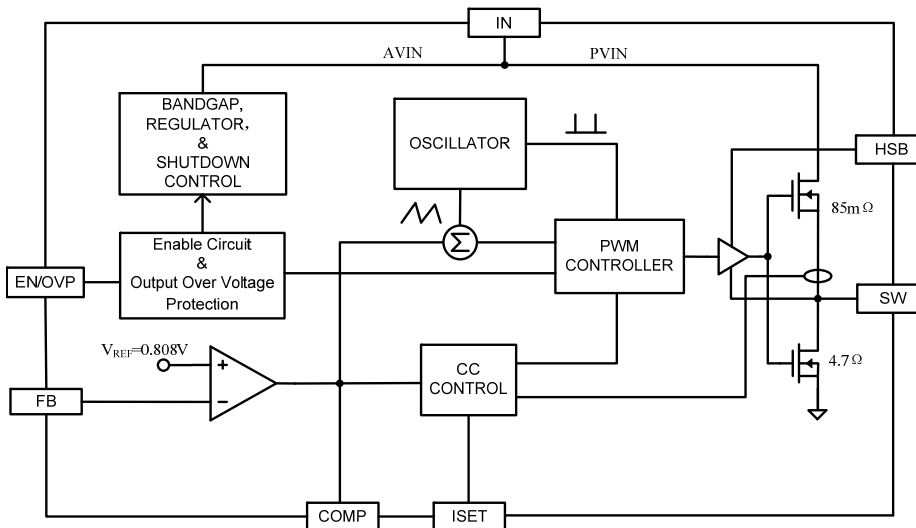 IN
AVIN
PVIN
BANDGAP,
REGULATOR,
&
SHUTDOWN
CONTROL
OSCILLATOR
HSB
85mΩ
Σ
Enable Circuit
&
Output Over Voltage
Protection
PWM
CONTROLLER
EN/OVP
SW
VREF=0.808V
+
−
CC
CONTROL
4.7Ω
FB
COMP
ISET